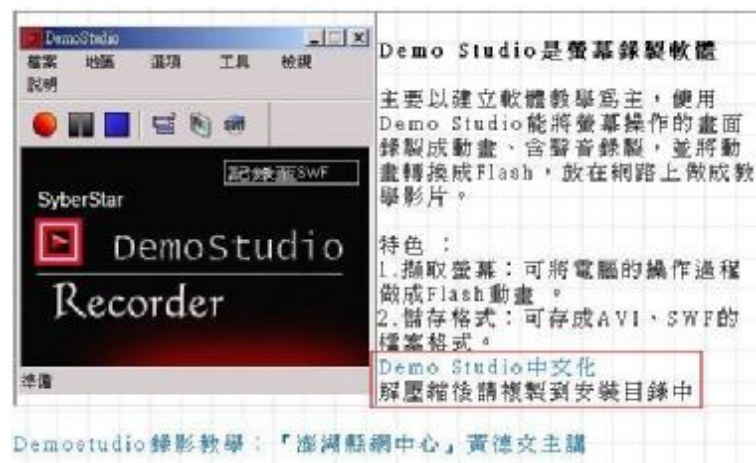 DemoStudio
檔案 地區 選項 工具 檢視
說明
swf
記錄爲SWF
SyberStar
DemoStudio
Recorder
準備
Demo Studio是螢幕錄製軟體
主要以建立軟體教學爲主，使用
Demo Studio能將螢幕操作的畫面
錄製成動畫、含聲音錄製，並將動
畫轉換成Flash，放在網路上做成教
學影片。
特色 ：
1.擷取螢幕：可將電腦的操作過程
做成Flash動畫 。
2.儲存格式：可存成AVI、SWF的
檔案格式。
Demo Studio中文化
解壓縮後請複製到安裝目錄中
Demostudio錄影教學：「澎湖縣網中心」黃德文主講